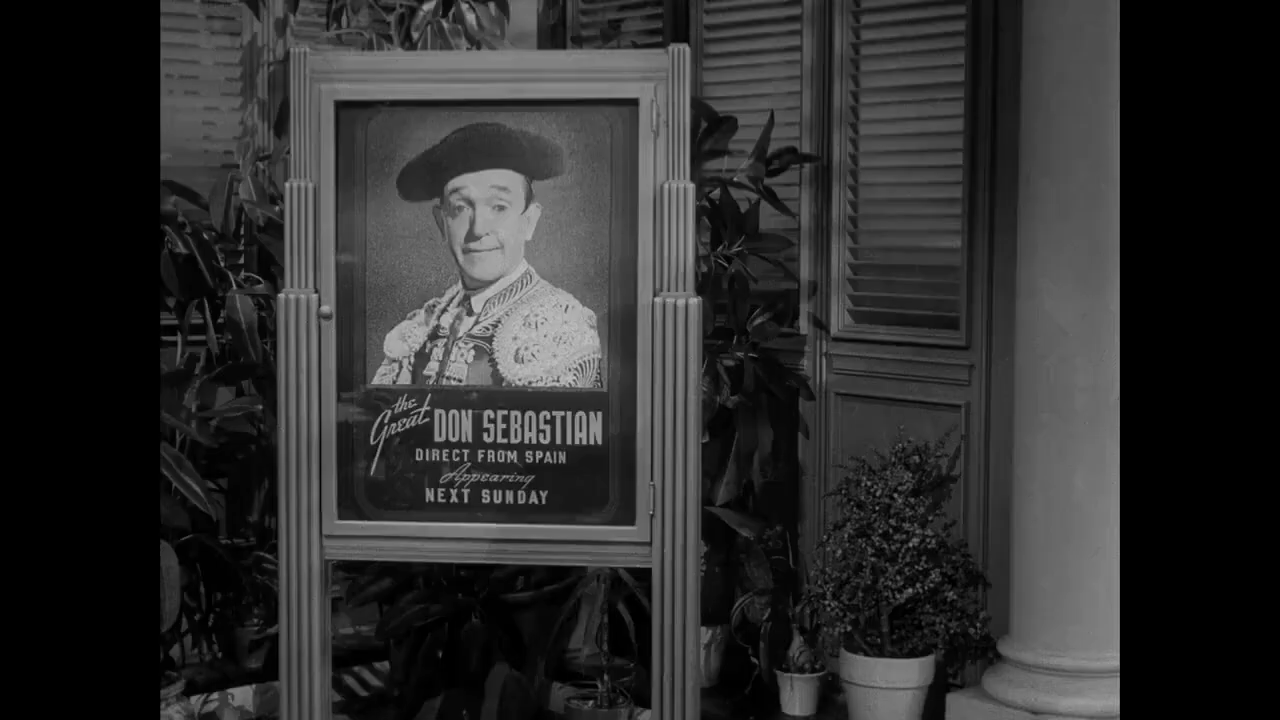 the Great DON SEBASTIAN
DIRECT FROM SPAIN
Appearing
NEXT SUNDAY